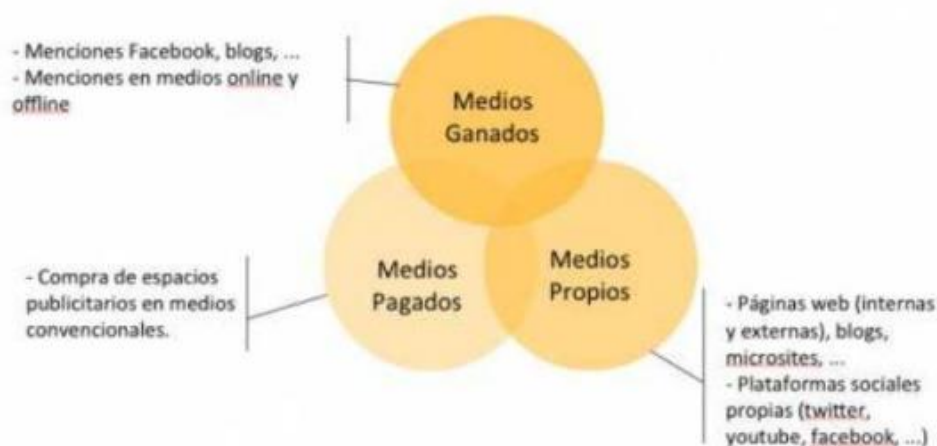 - Menciones Facebook, blogs, ...
- Menciones en medios online y
offline
Medios
Ganados
- Compra de espacios
publicitarios en medios
convencionales.
Medios
Pagados
Medios
Propios
- Páginas web (internas
y externas), blogs,
microsites, ...
- Plataformas sociales
propias (twitter,
youtube, facebook, ...)